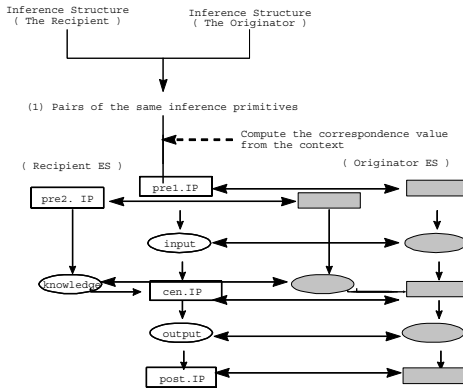 Inference Structure
( The Recipient )
Inference Structure
( The Originator )
(1) Pairs of the same inference primitives
Compute the correspondence value
from the context
( Recipient ES )
( Originator ES )
pre1.IP
pre2. IP
input
knowledge
cen.IP
output
post.IP